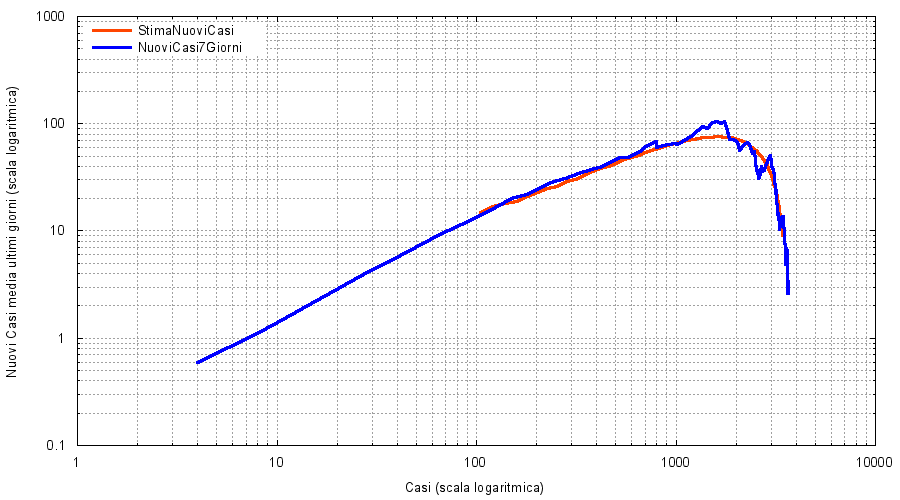 1000
100
10
1
0.1
StimaNuoviCasi
NuoviCasi7Giorni
Nuovi Casi media ultimi giorni (scala logaritmica)
1 10 100 1000 10000
Casi (scala logaritmica)